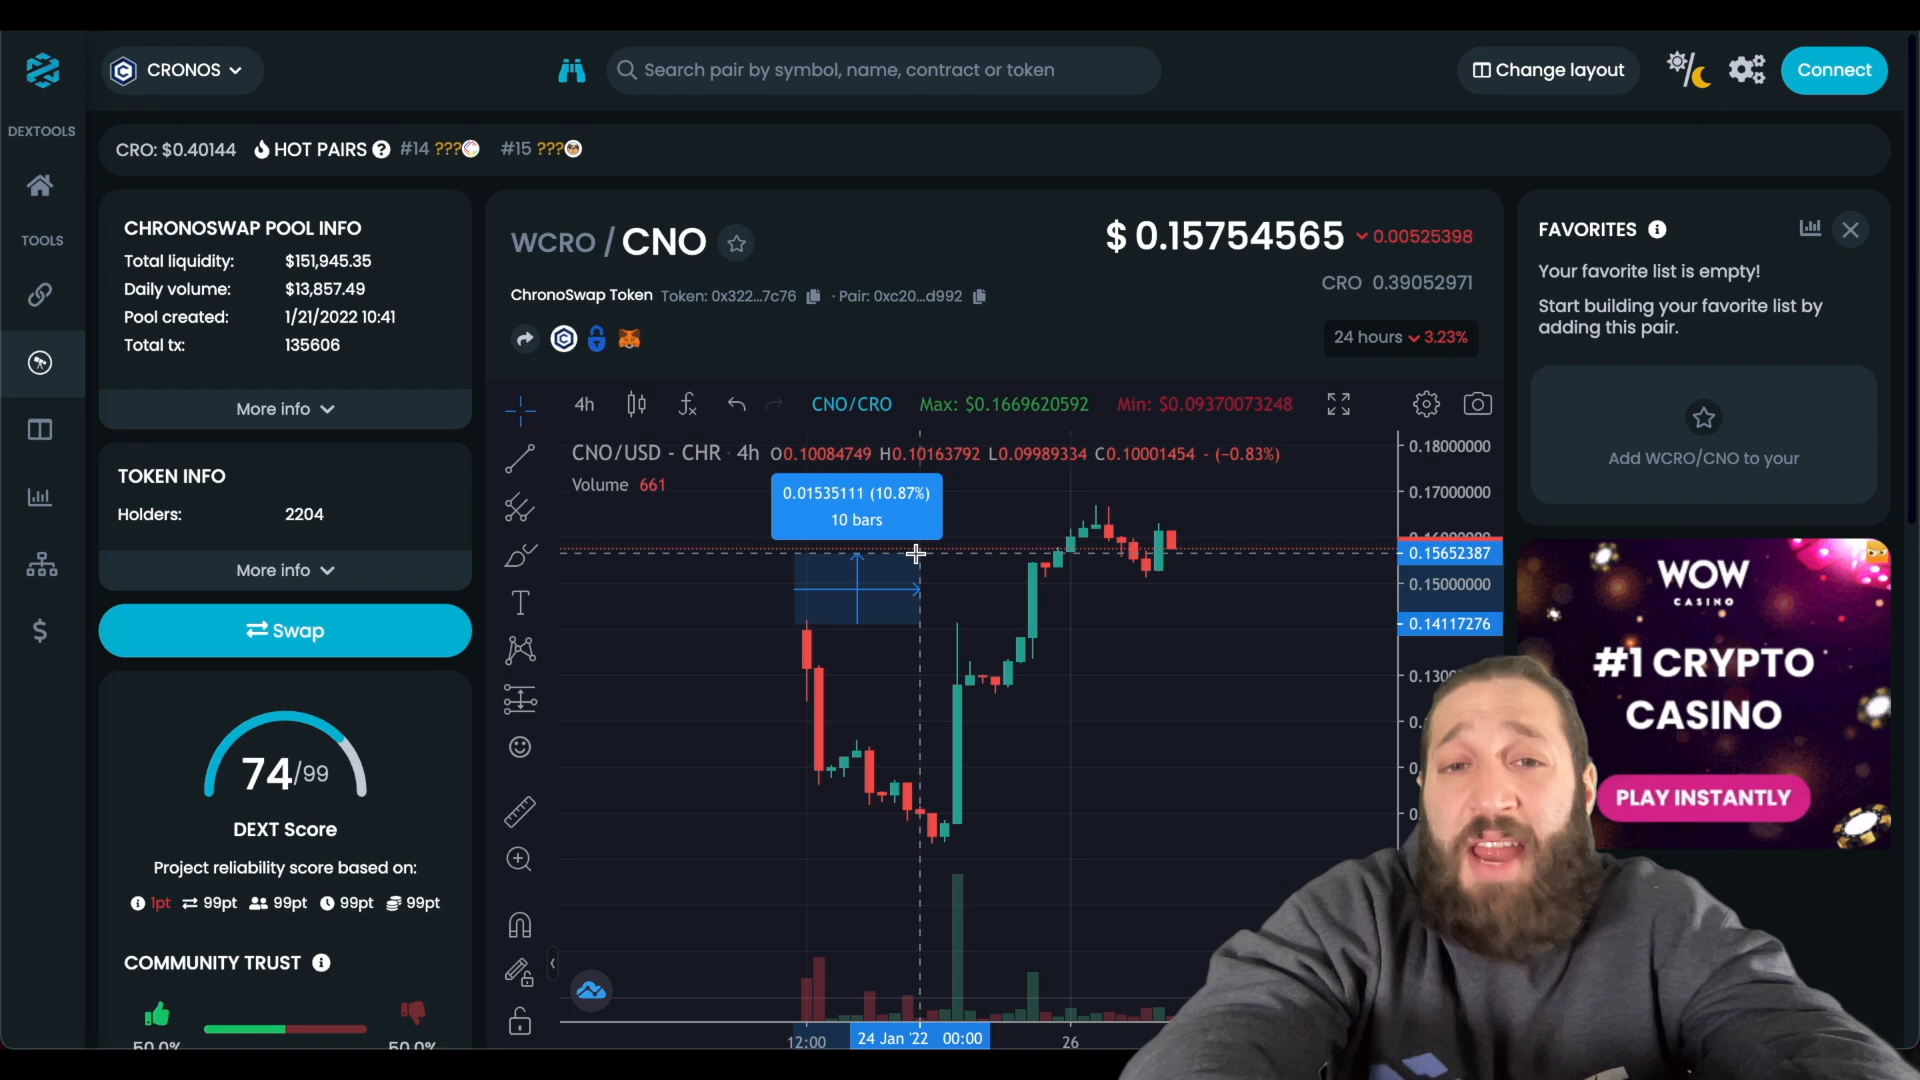 CRONOS
Search pair by symbol, name, contract or token
Change layout
Connect
DEXTOOLS
CRO: $0.40144
HOT PAIRS
#14 ???
#15 ???
TOOLS
CHRONOSWAP POOL INFO
Total liquidity: $151,945.35
Daily volume: $13,857.49
Pool created: 1/21/2022 10:41
Total tx: 135606
More info
TOKEN INFO
Holders: 2204
More info
Swap
74/99
DEXT Score
Project reliability score based on:
1pt 99pt 99pt 99pt 99pt
COMMUNITY TRUST
50.0% 50.0%
WCRO / CNO
$ 0.15754565
0.00525398
CRO 0.39052971
ChronoSwap Token Token: 0x322...7c76 · Pair: 0xc20...d992
24 hours 3.23%
4h
CNO/CRO Max: $0.1669620592 Min: $0.09370073248
CNO/USD - CHR · 4h O0.10084749 H0.10163792 L0.09989334 C0.10001454 - (−0.83%)
Volume 661
0.01535111 (10.87%)
10 bars
0.18000000
0.17000000
0.15652387
0.15000000
0.14117276
12:00
24 Jan '22 00:00
26
FAVORITES
Your favorite list is empty!
Start building your favorite list by
adding this pair.
Add WCRO/CNO to your
WOW
CASINO
#1 CRYPTO
CASINO
PLAY INSTANTLY